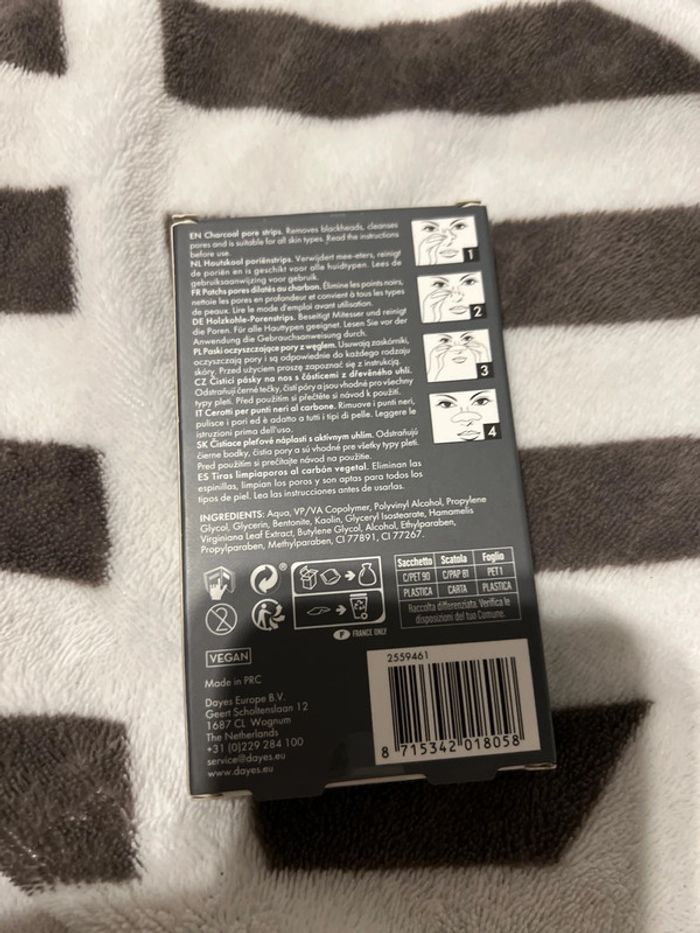 EN Charcoal pore strips. Removes blackheads, cleanses
pores and is suitable for all skin types. Read the instructions
before use.
NL Houtskool poriënstrips. Verwijdert mee-eters, reinigt
de poriën en is geschikt voor alle huidtypen. Lees de
gebruiksaanwijzing voor gebruik.
FR Patchs pores dilatés au charbon. Élimine les points noirs,
nettoie les pores en profondeur et convient à tous les types
de peaux. Lire le mode d'emploi avant utilisation.
DE Holzkohle-Porenstrips. Beseitigt Mitesser und reinigt
die Poren. Für alle Hauttypen geeignet. Lesen Sie vor der
Anwendung die Gebrauchsanweisung durch.
PL Paski oczyszczające pory z węglem. Usuwają zaskórniki,
oczyszczają pory i są odpowiednie do każdego rodzaju
skóry. Przed użyciem proszę zapoznać się z instrukcją.
CZ Čisticí pásky na nos s částicemi z dřevěného uhlí.
Odstraňují černé tečky, čistí póry a jsou vhodné pro všechny
typy pleti. Před použitím si přečtěte návod k použití.
IT Cerotti per punti neri al carbone. Rimuove i punti neri,
pulisce i pori ed è adatto a tutti i tipi di pelle. Leggere le
istruzioni prima dell'uso.
SK Čistiace pleťové náplasti s aktívnym uhlím. Odstraňujú
čierne bodky, čistia pory a sú vhodné pre všetky typy pleti.
Pred použitím si prečítajte návod na použitie.
ES Tiras limpiaporos al carbón vegetal. Eliminan las
espinillas, limpian los poros y son aptas para todos los
tipos de piel. Lea las instrucciones antes de usarlas.
1
2
3
4
INGREDIENTS: Aqua, VP/VA Copolymer, Polyvinyl Alcohol, Propylene
Glycol, Glycerin, Bentonite, Kaolin, Glyceryl Isostearate, Hamamelis
Virginiana Leaf Extract, Butylene Glycol, Alcohol, Ethylparaben,
Propylparaben, Methylparaben, CI 77891, CI 77267.
Sacchetto Scatola Foglio
C/PET 90 C/PAP 81 PET 1
PLASTICA CARTA PLASTICA
Raccolta differenziata. Verifica le
disposizioni del tuo Comune.
F FRANCE ONLY
VEGAN
Made in PRC
Dayes Europe B.V.
Geert Scholtenslaan 12
1687 CL Wognum
The Netherlands
+31 (0)229 284 100
service@dayes.eu
www.dayes.eu
2559461
8 715342 018058